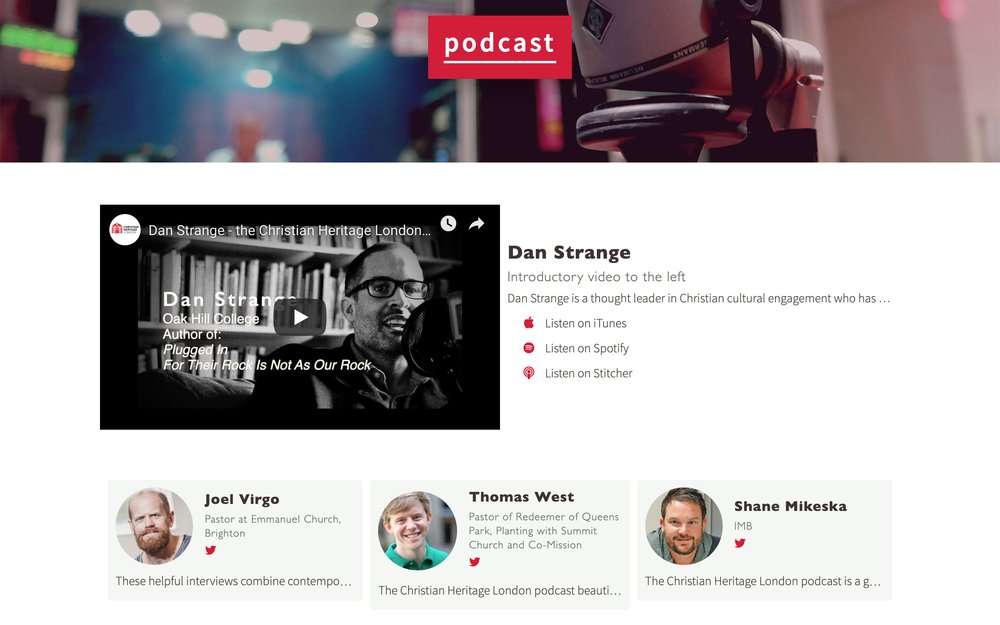 podcast
GERMANY
Dan Strange - the Christian Heritage London...
Dan Strange
Oak Hill College
Author of:
Plugged In
For Their Rock Is Not As Our Rock
Dan Strange
Introductory video to the left
Dan Strange is a thought leader in Christian cultural engagement who has ...
Listen on iTunes
Listen on Spotify
Listen on Stitcher
Joel Virgo
Pastor at Emmanuel Church,
Brighton
These helpful interviews combine contempo...
Thomas West
Pastor of Redeemer of Queens
Park, Planting with Summit
Church and Co-Mission
The Christian Heritage London podcast beauti...
Shane Mikeska
IMB
The Christian Heritage London podcast is a g...